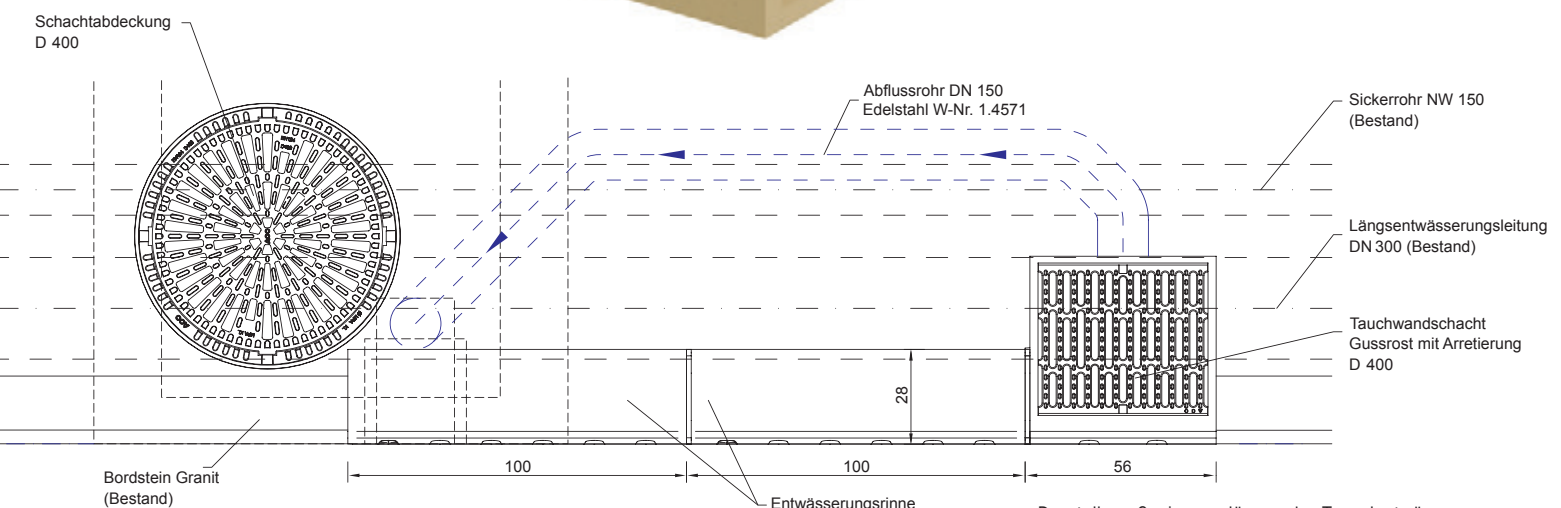 Schachtabdeckung
D 400
Abflussrohr DN 150
Edelstahl W-Nr. 1.4571
Sickerrohr NW 150
(Bestand)
Längsentwässerungsleitung
DN 300 (Bestand)
Tauchwandschacht
Gussrost mit Arretierung
D 400
28
100
100
56
Bordstein Granit
(Bestand)
Entwässerungsrinne